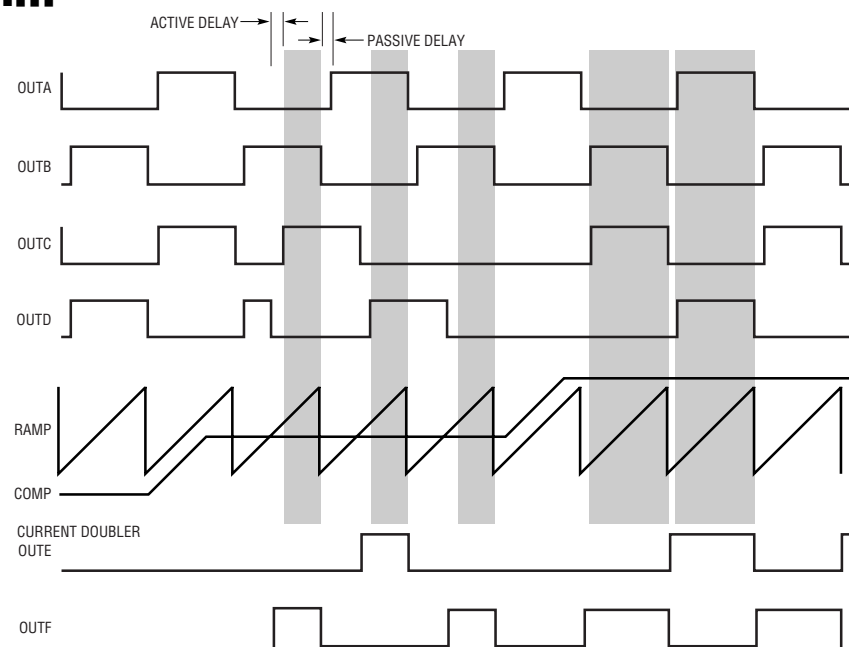 ACTIVE DELAY
PASSIVE DELAY
OUTA
OUTB
OUTC
OUTD
RAMP
COMP
CURRENT DOUBLER
OUTE
OUTF